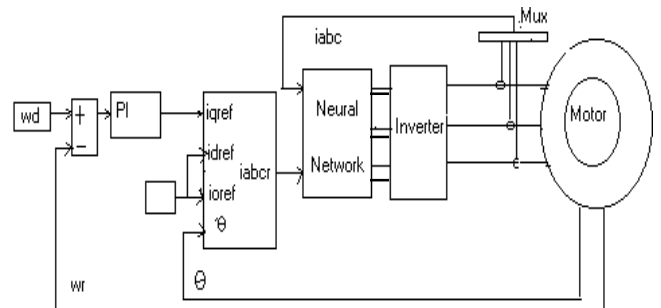 .Mux
iabc
wd
+
−
PI
iqref
idref
ioref
θ
iabcr
Neural
Network
Inverter
Motor
wr
θ